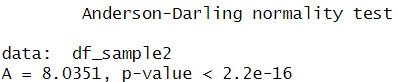 Anderson-Darling normality test
data:  df_sample2
A = 8.0351, p-value < 2.2e-16